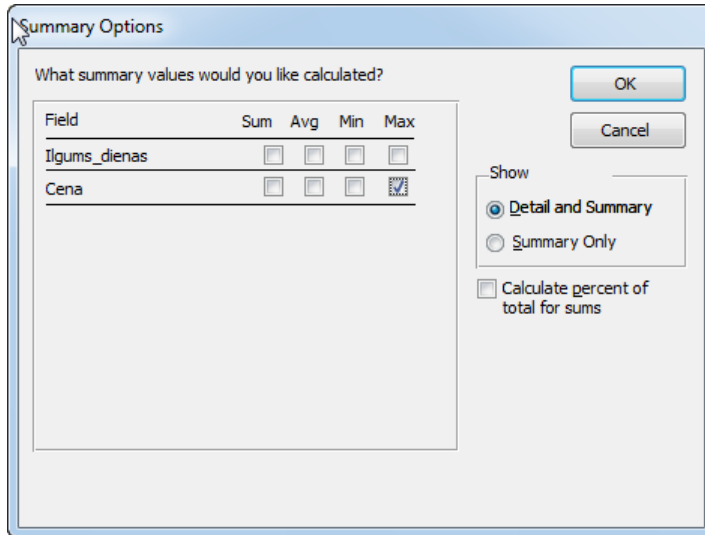 Summary Options
What summary values would you like calculated?
OK
Field Sum Avg Min Max
Cancel
Ilgums_dienas
Show
Cena
Detail and Summary
Summary Only
Calculate percent of
total for sums